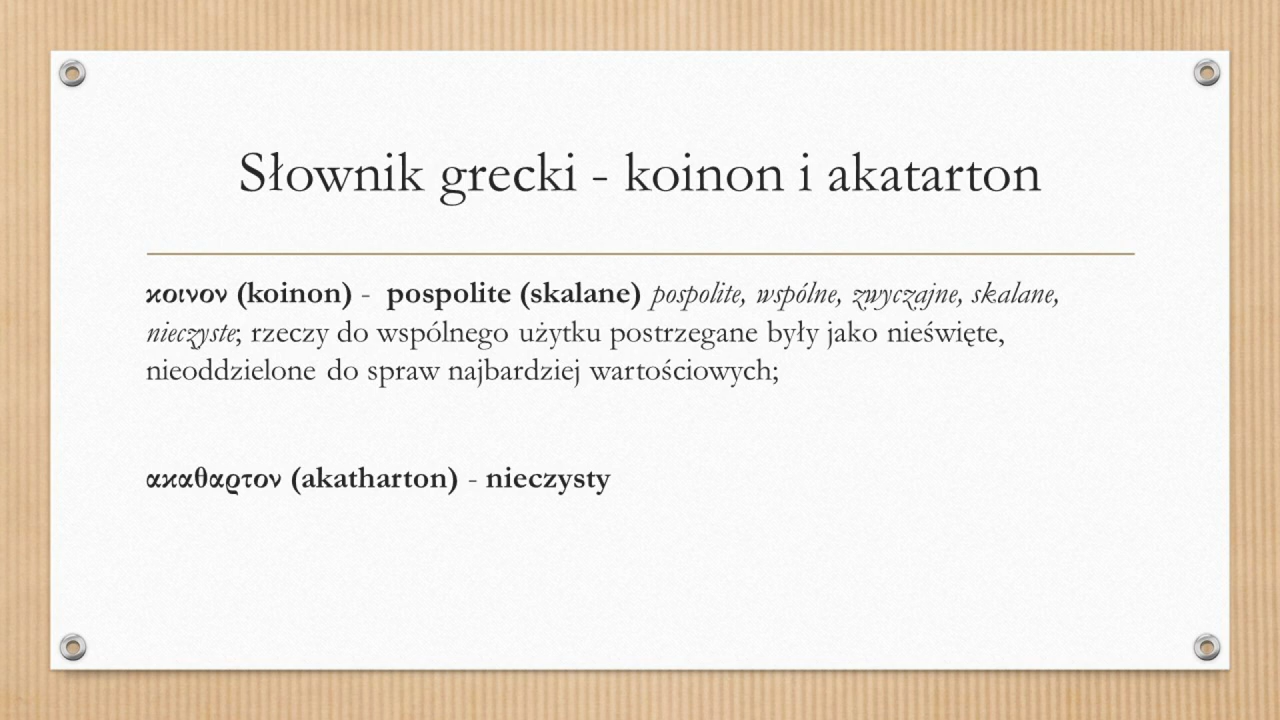 Słownik grecki - koinon i akatarton
κοινον (koinon) - pospolite (skalane) pospolite, wspólne, zwyczajne, skalane,
nieczyste; rzeczy do wspólnego użytku postrzegane były jako nieświęte,
nieoddzielone do spraw najbardziej wartościowych;
ακαθαρτον (akatharton) - nieczysty